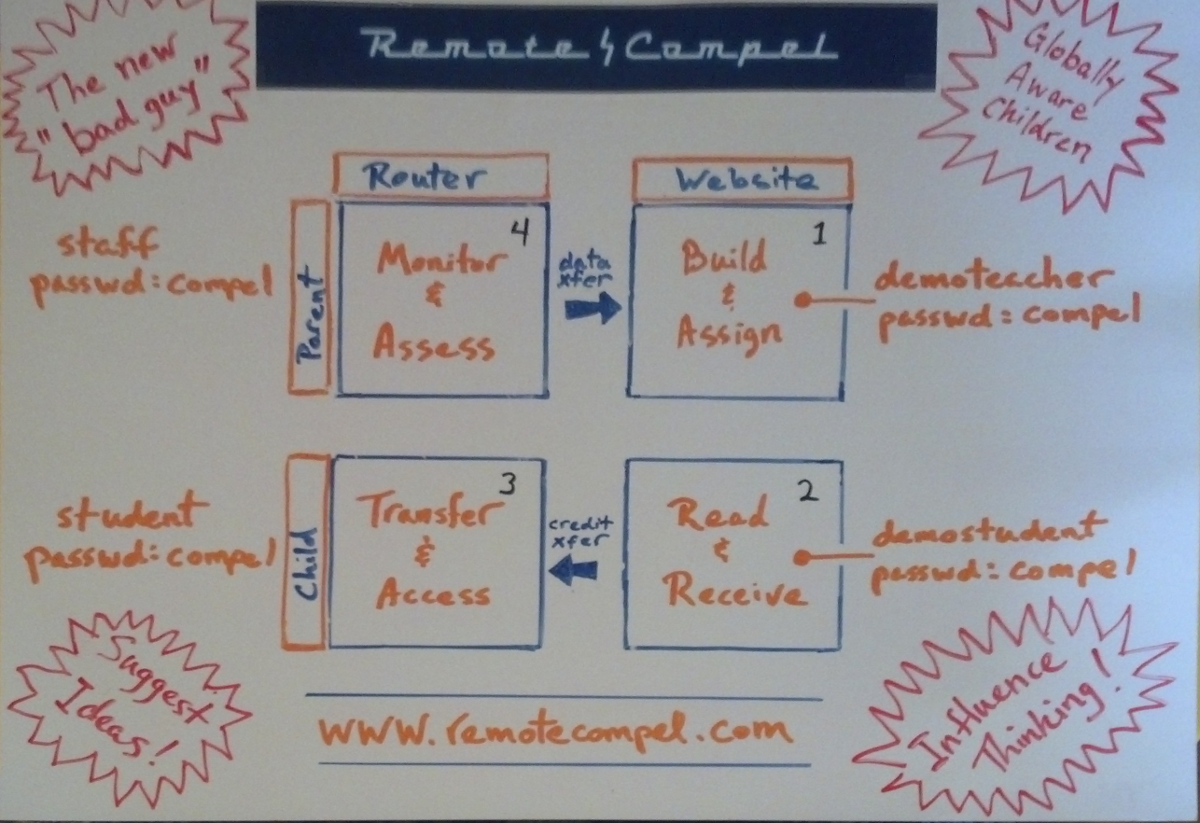 The new
"bad guy"
Remote Compel
Globally
Aware
Children
Router
Website
staff
passwd: compel
Parent
4
Monitor
&
Assess
data
xfer
1
Build
&
Assign
demoteacher
passwd: compel
student
passwd: compel
Child
3
Transfer
&
Access
credit
xfer
2
Read
&
Receive
demostudent
passwd: compel
Suggest
Ideas!
www.remotecompel.com
Influence
Thinking!